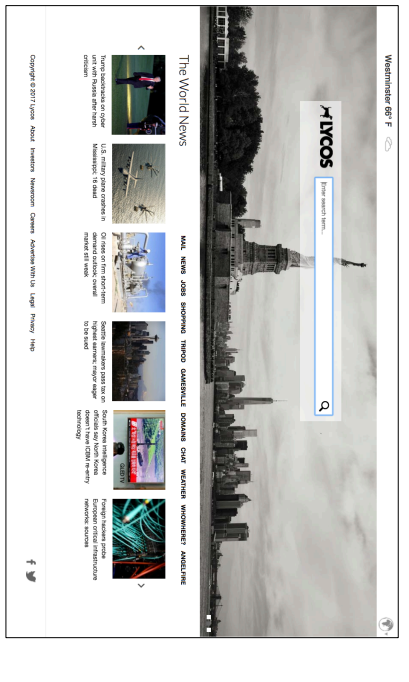 Westminster 66° F
LYCOS
Enter search term...
MAIL NEWS JOBS SHOPPING TRIPOD GAMESVILLE DOMAINS CHAT WEATHER WHOWHERE? ANGELFIRE
The World News
Trump backtracks on cyber
unit with Russia after harsh
criticism
U.S. military plane crashes in
Mississippi, 16 dead
Oil rises on firm short-term
demand outlook, overall
market still weak
Seattle lawmakers pass tax on
highest earners; mayor eager
to be sued
QLED TV
South Korea intelligence
officials say North Korea
doesn't have ICBM re-entry
technology
Foreign hackers probe
European critical infrastructure
networks: sources
Copyright © 2017 Lycos About Investors Newsroom Careers Advertise With Us Legal Privacy Help